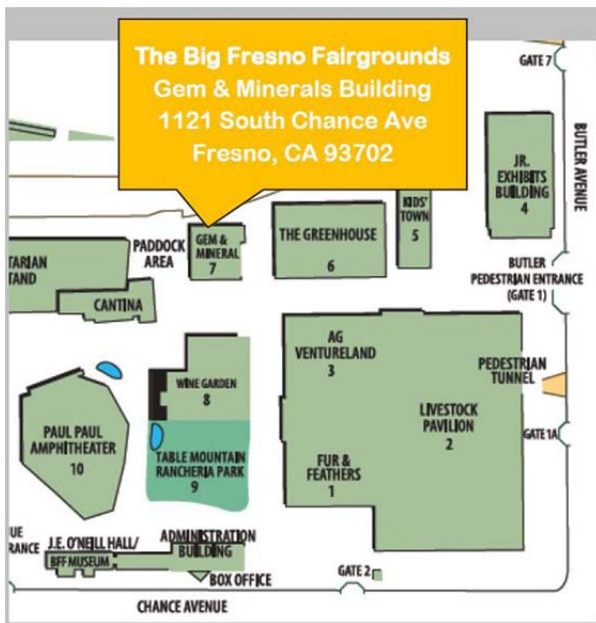 The Big Fresno Fairgrounds
Gem & Minerals Building
1121 South Chance Ave
Fresno, CA 93702
GATE 7
BUTLER AVENUE
JR.
EXHIBITS
BUILDING
4
KIDS'
TOWN
5
THE GREENHOUSE
6
GEM &
MINERAL
7
PADDOCK
AREA
TARIAN
TAND
CANTINA
BUTLER
PEDESTRIAN ENTRANCE
(GATE 1)
AG
VENTURELAND
3
PEDESTRIAN
TUNNEL
WINE GARDEN
8
LIVESTOCK
PAVILION
2
GATE 1A
PAUL PAUL
AMPHITHEATER
10
TABLE MOUNTAIN
RANCHERIA PARK
9
FUR &
FEATHERS
1
UE
RANCE
J.E. O'NEILL HALL/
BFF MUSEUM
ADMINISTRATION
BUILDING
BOX OFFICE
GATE 2
CHANCE AVENUE